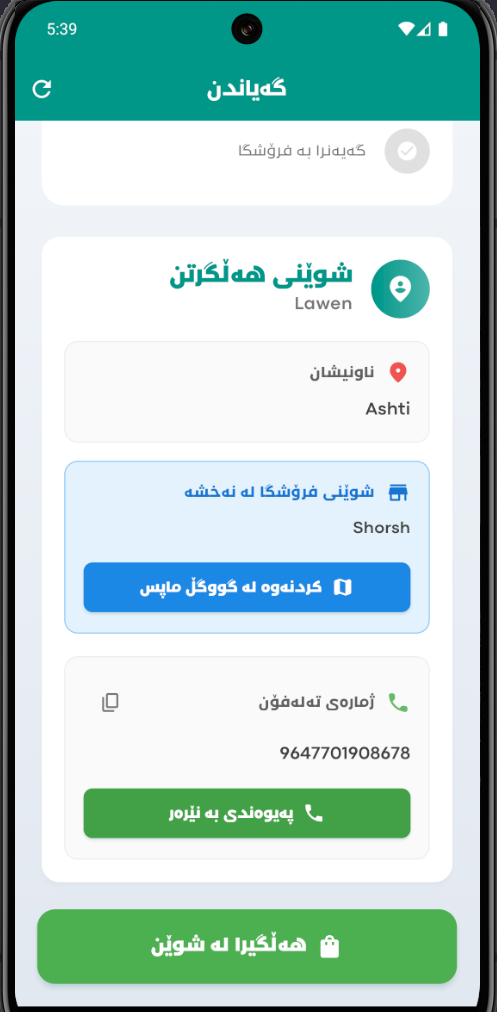 5:39
گەیاندن
گەیەنرا بە فرۆشگا
شوێنی هەڵگرتن
Lawen
ناونیشان
Ashti
شوێنی فرۆشگا لە نەخشە
Shorsh
کردنەوە لە گووگڵ ماپس
ژمارەی تەلەفۆن
9647701908678
پەیوەندی بە نێرەر
هەڵگیرا لە شوێن